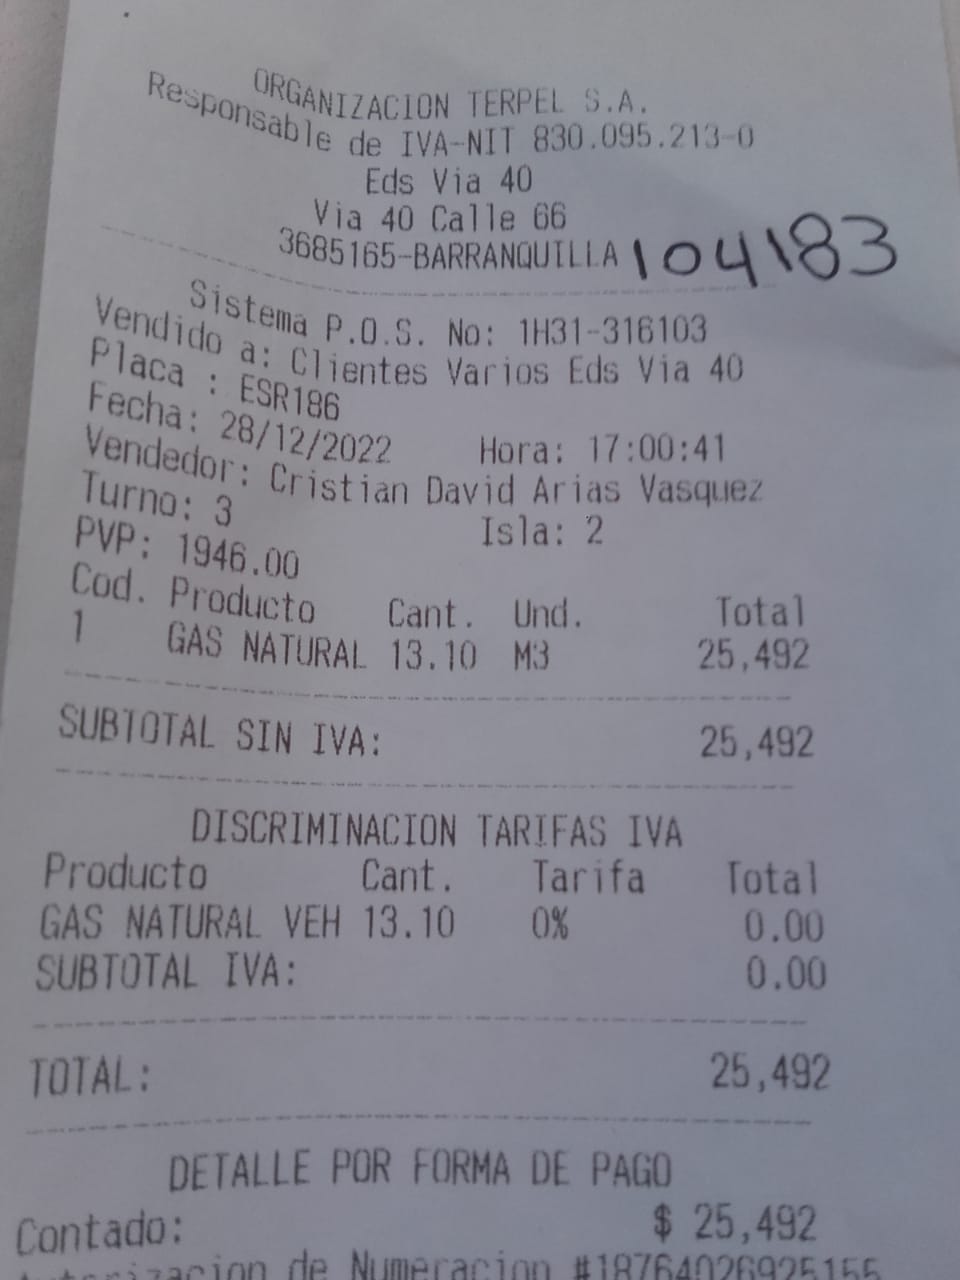 ORGANIZACION TERPEL S.A.
Responsable de IVA-NIT 830.095.213-0
Eds Via 40
Via 40 Calle 66
3685165-BARRANQUILLA 104183
Sistema P.O.S. No: 1H31-316103
Vendido a: Clientes Varios Eds Via 40
Placa : ESR186
Fecha: 28/12/2022 Hora: 17:00:41
Vendedor: Cristian David Arias Vasquez
Turno: 3 Isla: 2
PVP: 1946.00
Cod. Producto Cant. Und. Total
1 GAS NATURAL 13.10 M3 25,492
SUBTOTAL SIN IVA: 25,492
DISCRIMINACION TARIFAS IVA
Producto Cant. Tarifa Total
GAS NATURAL VEH 13.10 0% 0.00
SUBTOTAL IVA: 0.00
TOTAL: 25,492
DETALLE POR FORMA DE PAGO
Contado: $ 25,492
Autorizacion de Numeracion #18764026925155